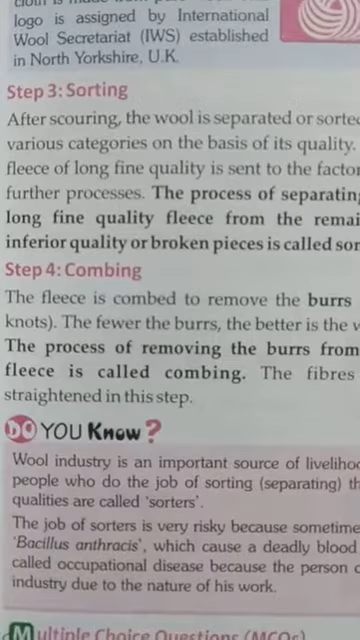 logo is assigned by International
Wool Secretariat (IWS) established
in North Yorkshire, U.K.
Step 3: Sorting
After scouring, the wool is separated or sorted
various categories on the basis of its quality.
fleece of long fine quality is sent to the factor
further processes. The process of separating
long fine quality fleece from the remai
inferior quality or broken pieces is called sor
Step 4: Combing
The fleece is combed to remove the burrs
knots). The fewer the burrs, the better is the w
The process of removing the burrs from
fleece is called combing. The fibres
straightened in this step.
DO YOU Know?
Wool industry is an important source of livelihoo
people who do the job of sorting (separating) th
qualities are called 'sorters'.
The job of sorters is very risky because sometime
'Bacillus anthracis', which cause a deadly blood
called occupational disease because the person
industry due to the nature of his work.
Multiple Choice Questions (MCQs)